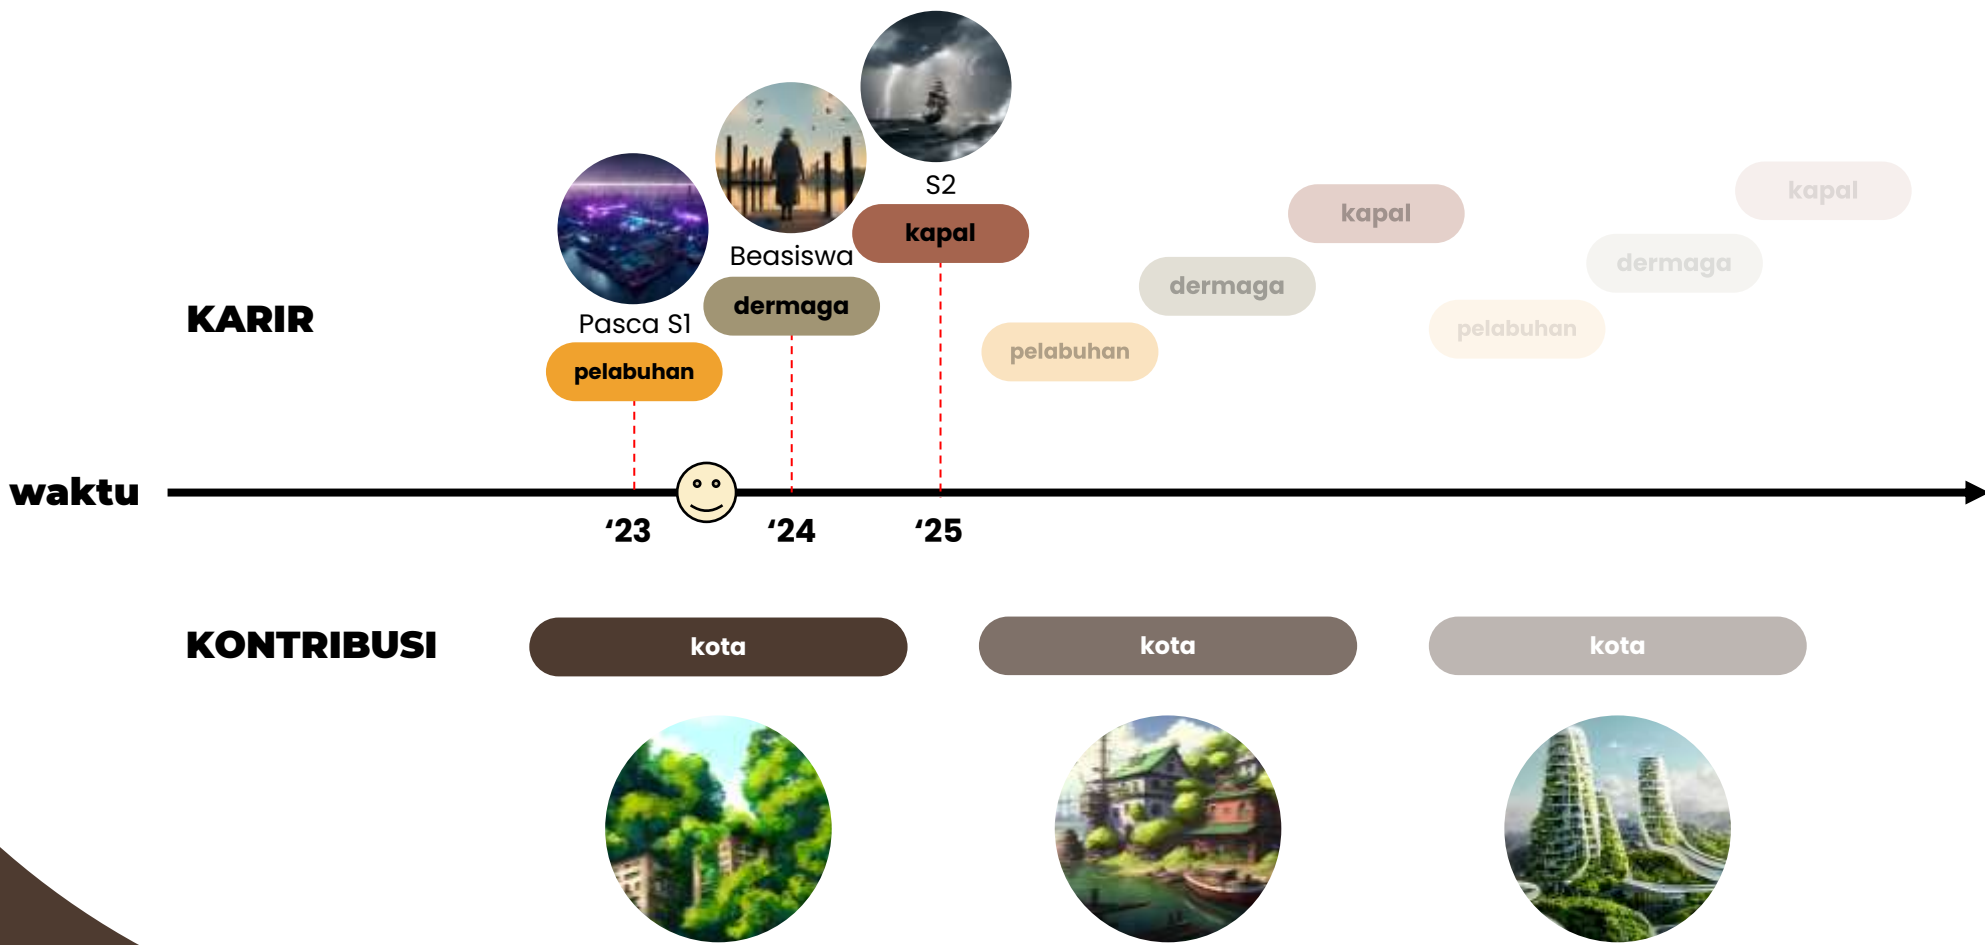 S2
kapal
Beasiswa
dermaga
KARIR
Pasca S1
pelabuhan
pelabuhan
dermaga
kapal
pelabuhan
dermaga
kapal
waktu
‘23
‘24
‘25
KONTRIBUSI
kota
kota
kota